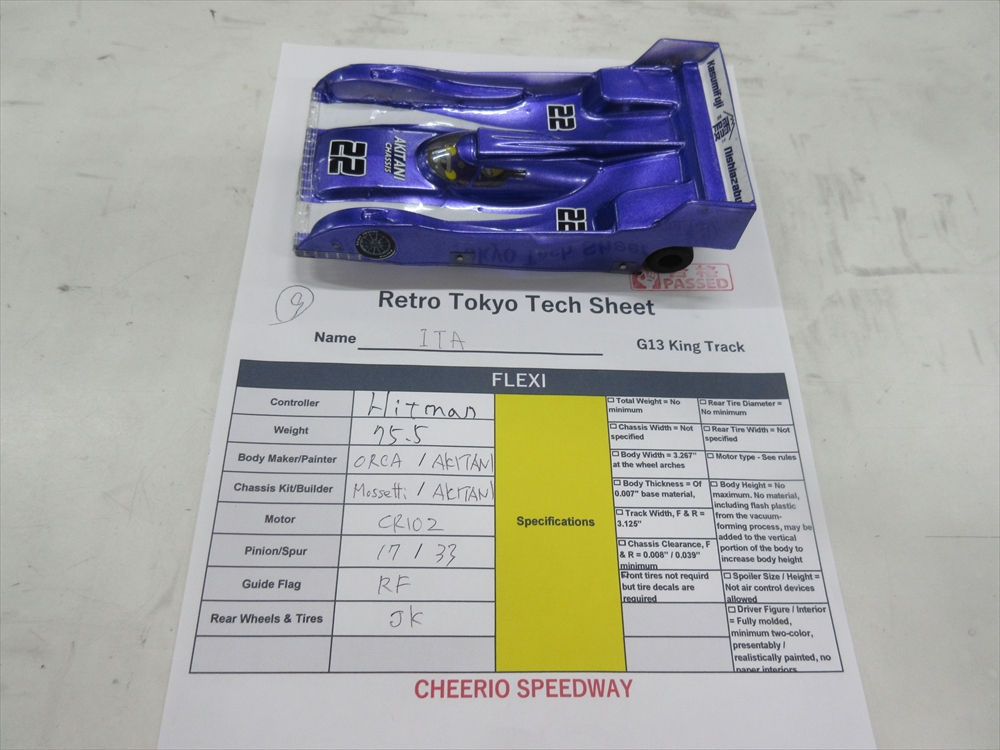 Kasumifuji
Nishiazabu
22
22
AKITANI
CHASSIS
22
合格
PASSED
Retro Tokyo Tech Sheet
9
Name ITA
G13 King Track
FLEXI
Controller Hitman
Weight 75.5
Body Maker/Painter ORCA / AKITANI
Chassis Kit/Builder Mossetti / AKITANI
Motor CR102
Pinion/Spur 17 / 33
Guide Flag RF
Rear Wheels & Tires JK
Specifications
☐ Total Weight = No
minimum
☐ Chassis Width = Not
specified
☐ Body Width = 3.267"
at the wheel arches
☐ Body Thickness = Of
0.007" base material,
☐ Track Width, F & R =
3.125"
☐ Chassis Clearance, F
& R = 0.008" / 0.039"
minimum
Front tires not requird
but tire decals are
required
☐ Rear Tire Diameter =
No minimum
☐ Rear Tire Width = Not
specified
☐ Motor type - See rules
☐ Body Height = No
maximum. No material,
including flash plastic
from the vacuum-
forming process, may be
added to the vertical
portion of the body to
increase body height
☐ Spoiler Size / Height =
Not air control devices
allowed
☐ Driver Figure / Interior
= Fully molded,
minimum two-color,
presentably /
realistically painted, no
paper interiors
CHEERIO SPEEDWAY